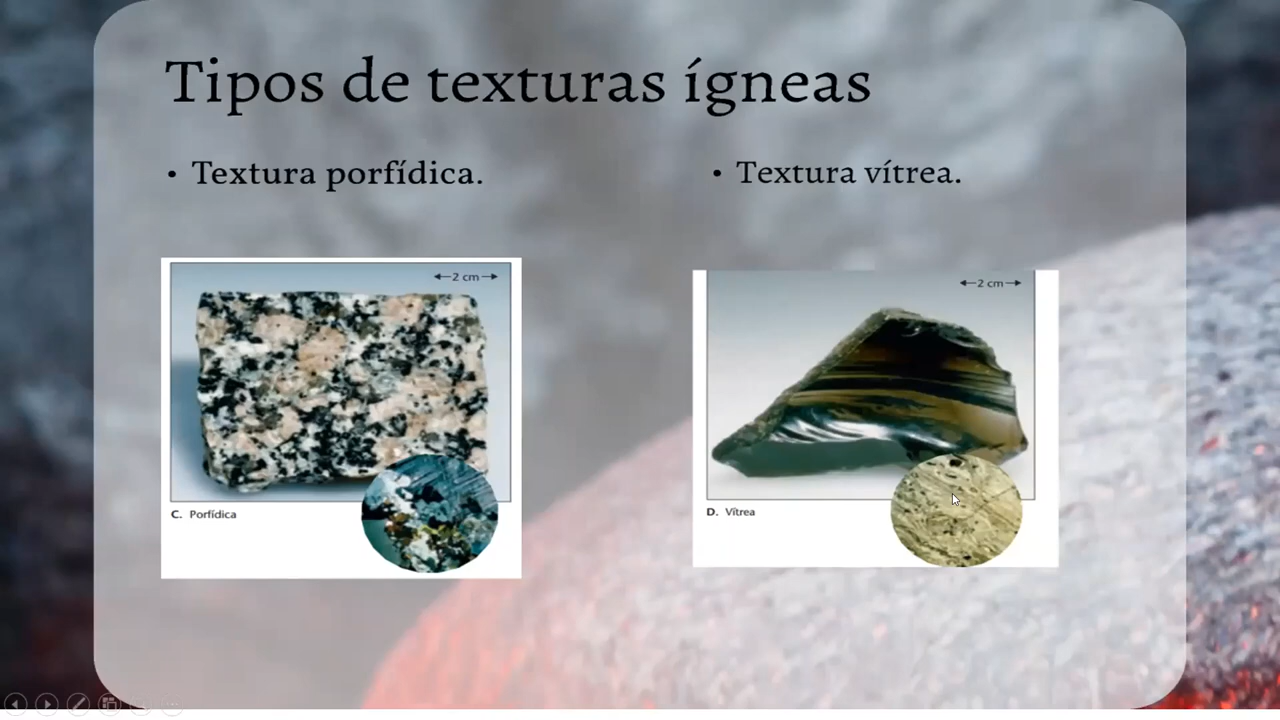 Tipos de texturas ígneas
• Textura porfídica.
• Textura vítrea.
2 cm
C. Porfídica
2 cm
D. Vítrea